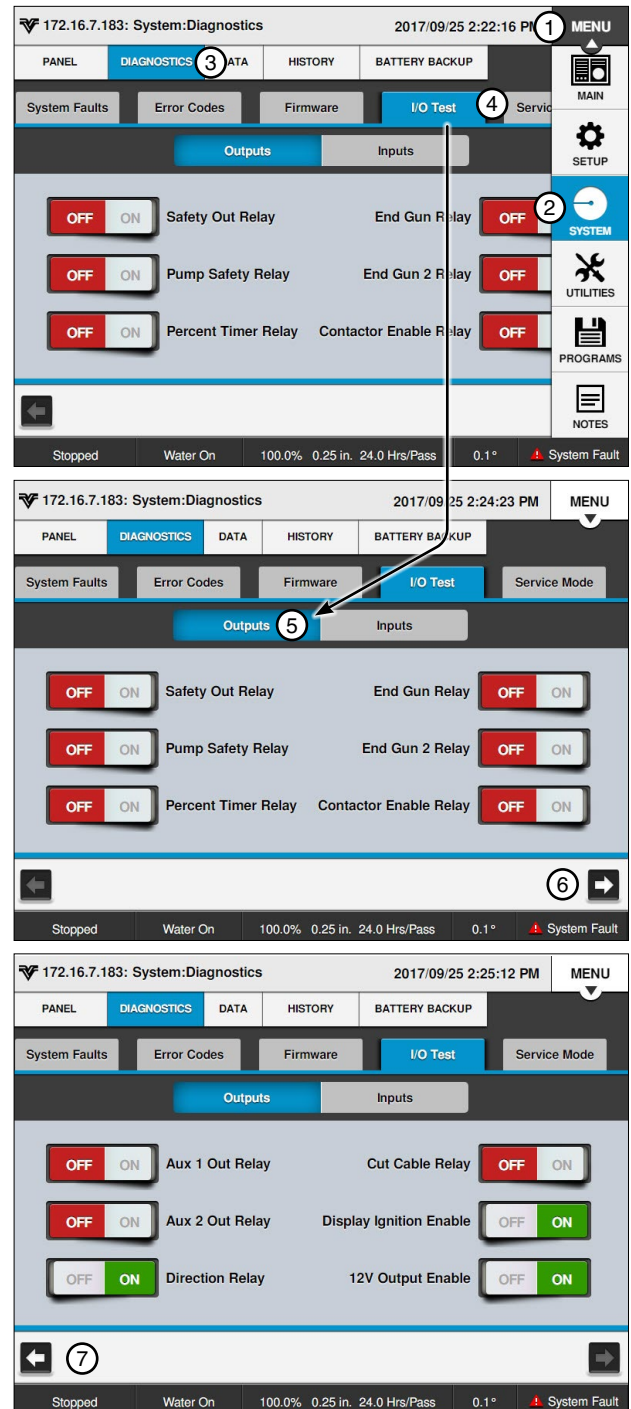 172.16.7.183: System:Diagnostics 2017/09/25 2:22:16 PM 1 MENU
PANEL DIAGNOSTICS 3 DATA HISTORY BATTERY BACKUP
MAIN
System Faults Error Codes Firmware I/O Test 4 Servic
SETUP
Outputs Inputs
OFF ON Safety Out Relay End Gun Relay OFF 2
SYSTEM
OFF ON Pump Safety Relay End Gun 2 Relay OFF
UTILITIES
OFF ON Percent Timer Relay Contactor Enable Relay OFF
PROGRAMS
NOTES
Stopped Water On 100.0% 0.25 in. 24.0 Hrs/Pass 0.1° System Fault
172.16.7.183: System:Diagnostics 2017/09/25 2:24:23 PM MENU
PANEL DIAGNOSTICS DATA HISTORY BATTERY BACKUP
System Faults Error Codes Firmware I/O Test Service Mode
Outputs 5 Inputs
OFF ON Safety Out Relay End Gun Relay OFF ON
OFF ON Pump Safety Relay End Gun 2 Relay OFF ON
OFF ON Percent Timer Relay Contactor Enable Relay OFF ON
6
Stopped Water On 100.0% 0.25 in. 24.0 Hrs/Pass 0.1° System Fault
172.16.7.183: System:Diagnostics 2017/09/25 2:25:12 PM MENU
PANEL DIAGNOSTICS DATA HISTORY BATTERY BACKUP
System Faults Error Codes Firmware I/O Test Service Mode
Outputs Inputs
OFF ON Aux 1 Out Relay Cut Cable Relay OFF ON
OFF ON Aux 2 Out Relay Display Ignition Enable OFF ON
OFF ON Direction Relay 12V Output Enable OFF ON
7
Stopped Water On 100.0% 0.25 in. 24.0 Hrs/Pass 0.1° System Fault